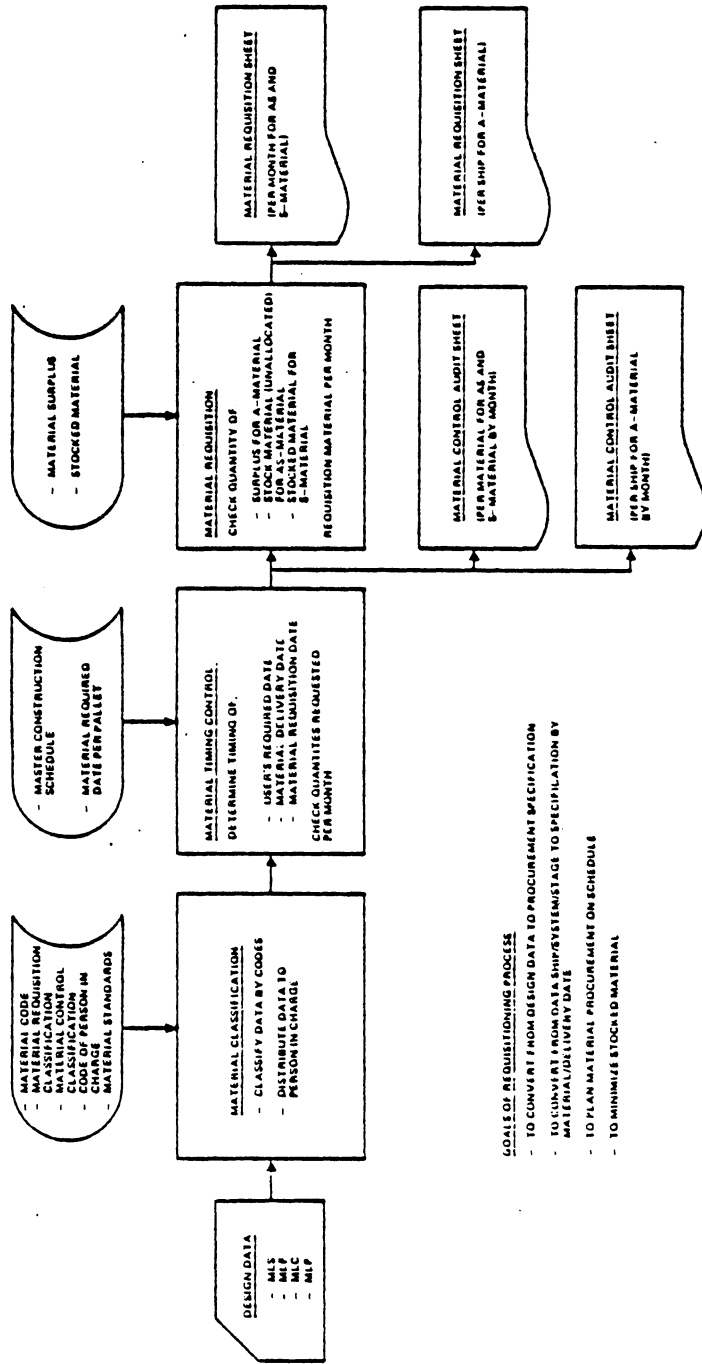 - MATERIAL CODE
- MATERIAL REQUISITION
CLASSIFICATION
- MATERIAL CONTROL
CLASSIFICATION
- CODE OF PERSON IN
CHARGE
- MATERIAL STANDARDS
- MASTER CONSTRUCTION
SCHEDULE
- MATERIAL REQUIRED
DATE PER PALLET
- MATERIAL SURPLUS
- STOCKED MATERIAL
DESIGN DATA
- MLS
- MLF
- MLC
- MLP
MATERIAL CLASSIFICATION
- CLASSIFY DATA BY CODES
- DISTRIBUTE DATA TO
PERSON IN CHARGE
MATERIAL TIMING CONTROL
DETERMINE TIMING OF.
- USER'S REQUIRED DATE
- MATERIAL DELIVERY DATE
- MATERIAL REQUISITION DATE
CHECK QUANTITES REQUESTED
PER MONTH
MATERIAL REQUISITION
CHECK QUANTITY OF
- SURPLUS FOR A-MATERIAL
- STOCK MATERIAL (UNALLOCATED)
FOR AS-MATERIAL
- STOCKED MATERIAL FOR
S-MATERIAL
REQUISITION MATERIAL PER MONTH
MATERIAL REQUISITION SHEET
(PER MONTH FOR AS AND
S-MATERIAL)
MATERIAL REQUISITION SHEET
(PER SHIP FOR A-MATERIAL)
MATERIAL CONTROL AUDIT SHEET
(PER MATERIAL FOR AS AND
S-MATERIAL BY MONTH)
MATERIAL CONTROL AUDIT SHEET
(PER SHIP FOR A-MATERIAL
BY MONTH)
GOALS OF REQUISITIONING PROCESS
- TO CONVERT FROM DESIGN DATA TO PROCUREMENT SPECIFICATION
- TO CONVERT FROM DATA SHIP/SYSTEM/STAGE TO SPECIFICATION BY
MATERIAL/DELIVERY DATE
- TO PLAN MATERIAL PROCUREMENT ON SCHEDULE
- TO MINIMIZE STOCKED MATERIAL